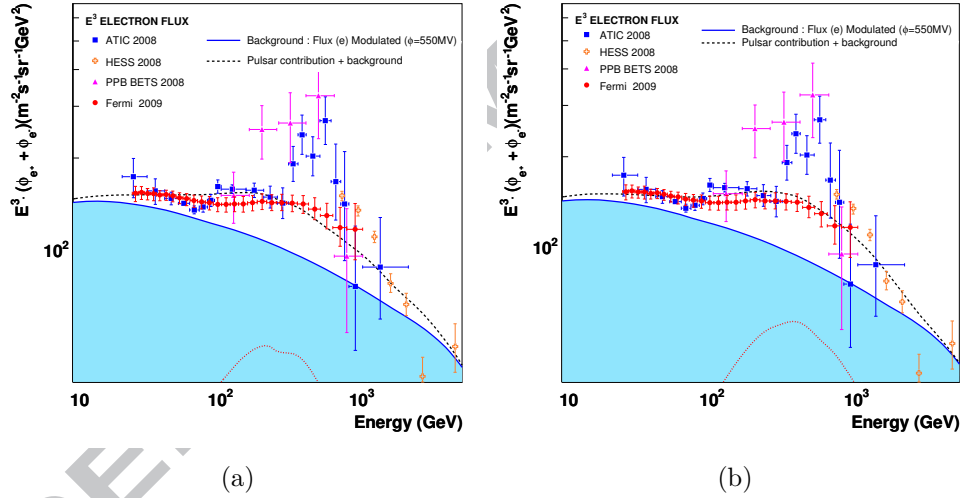 E³ ELECTRON FLUX
ATIC 2008
HESS 2008
PPB BETS 2008
Fermi 2009
Background : Flux (e) Modulated (ϕ=550MV)
Pulsar contribution + background
E³· (ϕe⁺ + ϕe⁻)(m⁻²s⁻¹sr⁻¹GeV²)
10²
10
10²
10³
Energy (GeV)
(a)
E³ ELECTRON FLUX
ATIC 2008
HESS 2008
PPB BETS 2008
Fermi 2009
Background : Flux (e) Modulated (ϕ=550MV)
Pulsar contribution + background
E³· (ϕe⁺ + ϕe⁻)(m⁻²s⁻¹sr⁻¹GeV²)
10²
10
10²
10³
Energy (GeV)
(b)